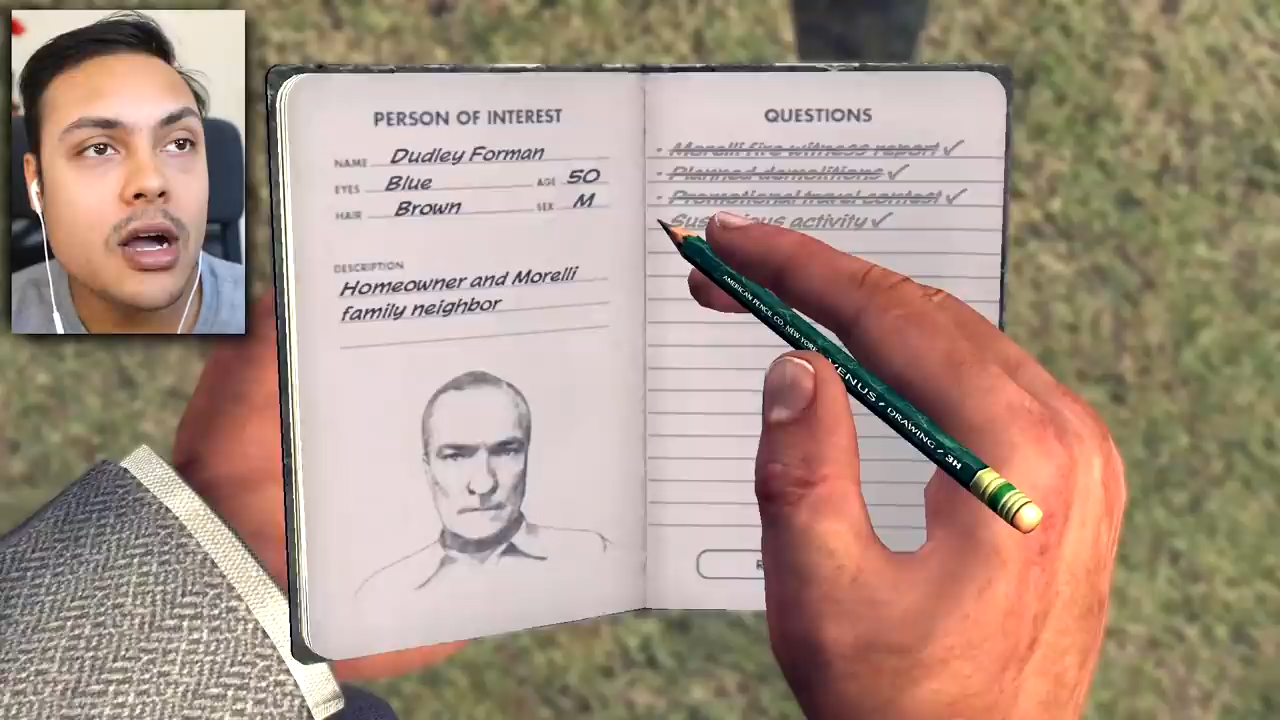 PERSON OF INTEREST
NAME Dudley Forman
EYES Blue AGE 50
HAIR Brown SEX M
DESCRIPTION
Homeowner and Morelli
family neighbor
QUESTIONS
- Morelli fire witness report ✓
- Planned demolitions ✓
- Promotional travel contest ✓
activity ✓
AMERICAN PENCIL CO. NEW YORK VENUS / DRAWING / 3H